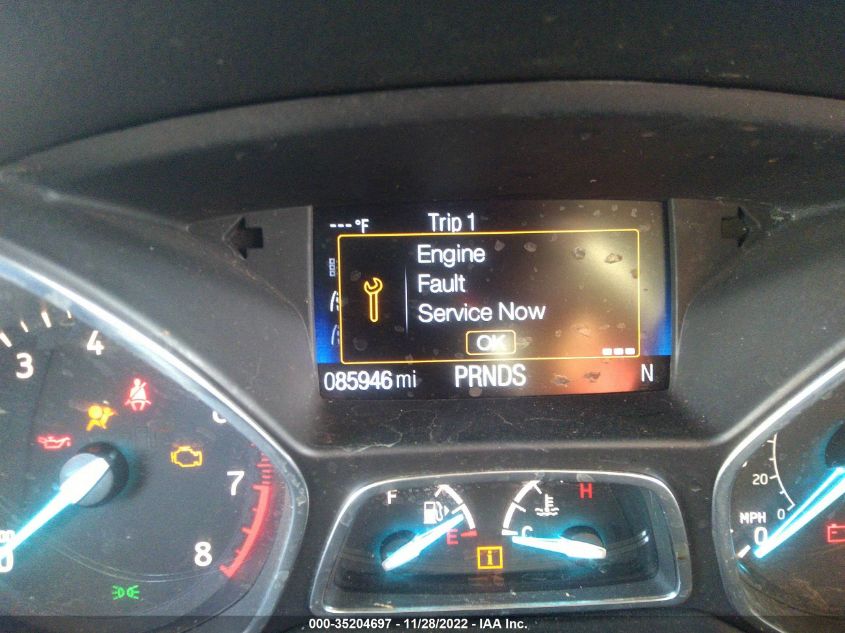 ---°F Trip 1
Engine
Fault
Service Now
OK
085946 mi PRNDS N
3 4 7 8
F E
C H
i
20
0
MPH
0
000-35204697 - 11/28/2022 - IAA Inc.